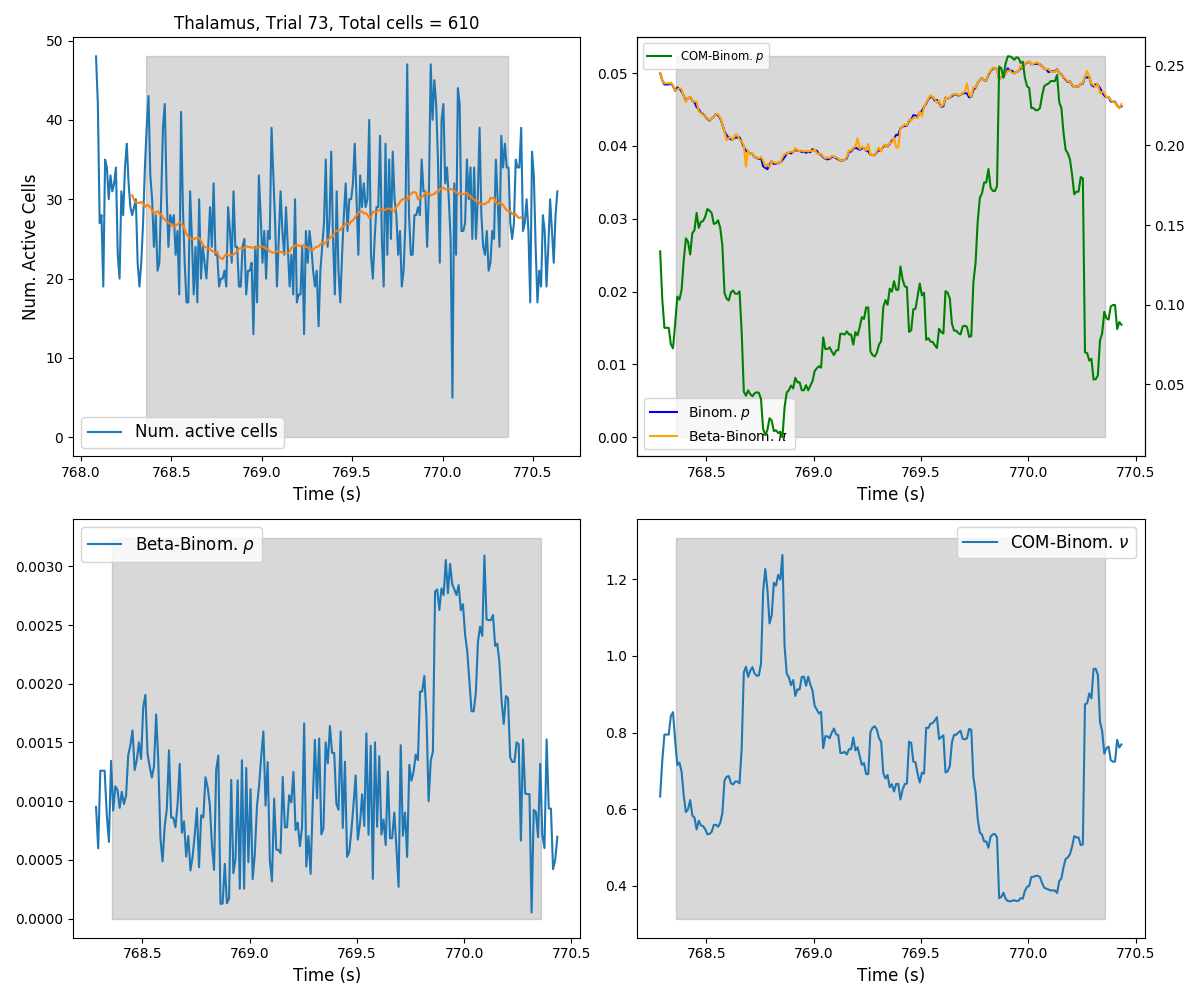 Thalamus, Trial 73, Total cells = 610
50
40
30
20
10
0
Num. Active Cells
Num. active cells
768.0 768.5 769.0 769.5 770.0 770.5
Time (s)
COM-Binom. p
0.05
0.04
0.03
0.02
0.01
0.00
0.25
0.20
0.15
0.10
0.05
Binom. p
Beta-Binom. π
768.5 769.0 769.5 770.0 770.5
Time (s)
Beta-Binom. ρ
0.0030
0.0025
0.0020
0.0015
0.0010
0.0005
0.0000
768.5 769.0 769.5 770.0 770.5
Time (s)
COM-Binom. ν
1.2
1.0
0.8
0.6
0.4
768.5 769.0 769.5 770.0 770.5
Time (s)